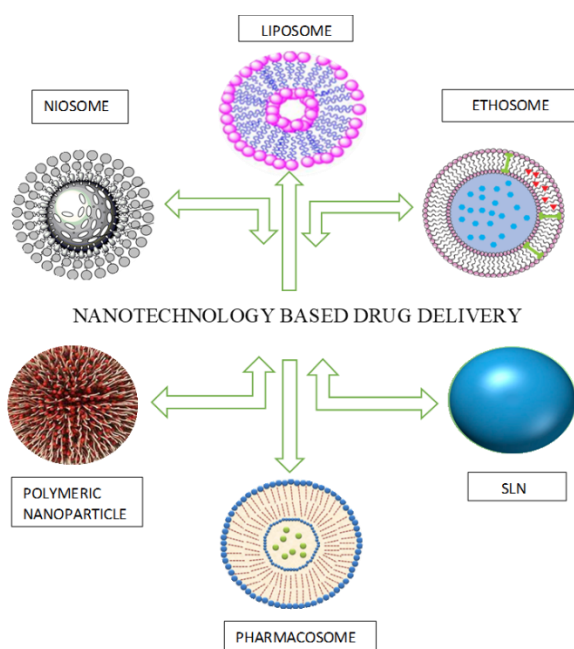 LIPOSOME
NIOSOME
ETHOSOME
NANOTECHNOLOGY BASED DRUG DELIVERY
POLYMERIC
NANOPARTICLE
SLN
PHARMACOSOME